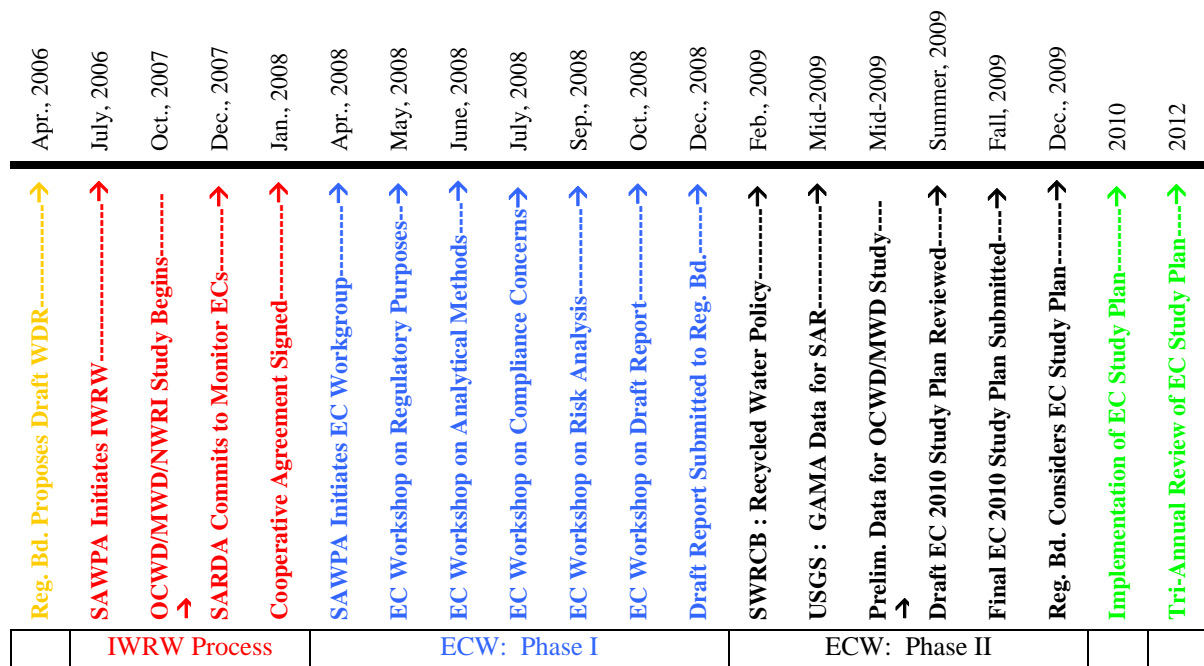 Apr., 2006
July, 2006
Oct., 2007
Dec., 2007
Jan., 2008
Apr., 2008
May, 2008
June, 2008
July, 2008
Sep., 2008
Oct., 2008
Dec., 2008
Feb., 2009
Mid-2009
Mid-2009
Summer, 2009
Fall, 2009
Dec., 2009
2010
2012
Reg. Bd. Proposes Draft WDR-------------→
SAWPA Initiates IWRW---------------------→
OCWD/MWD/NWRI Study Begins--------→
SARDA Commits to Monitor ECs---------→
Cooperative Agreement Signed-----------→
SAWPA Initiates EC Workgroup----------→
EC Workshop on Regulatory Purposes--→
EC Workshop on Analytical Methods----→
EC Workshop on Compliance Concerns→
EC Workshop on Risk Analysis------------→
EC Workshop on Draft Report------------→
Draft Report Submitted to Reg. Bd.------→
SWRCB : Recycled Water Policy---------→
USGS : GAMA Data for SAR-------------→
Prelim. Data for OCWD/MWD Study----→
Draft EC 2010 Study Plan Reviewed-----→
Final EC 2010 Study Plan Submitted-----→
Reg. Bd. Considers EC Study Plan-------→
Implementation of EC Study Plan--------→
Tri-Annual Review of EC Study Plan----→
IWRW Process
ECW: Phase I
ECW: Phase II